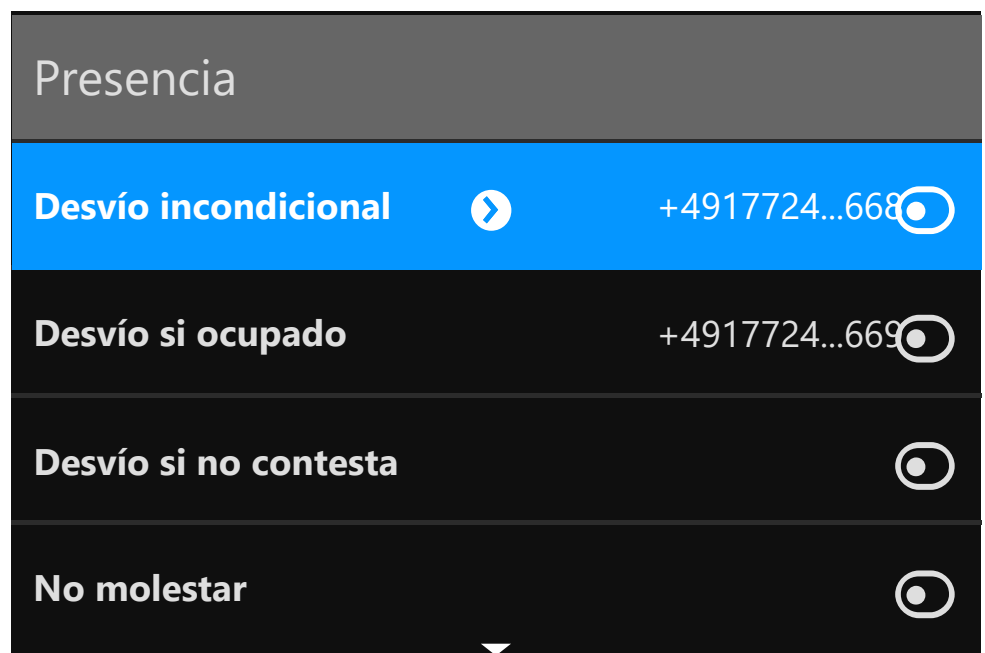 Presencia
Desvío incondicional +4917724...668
Desvío si ocupado +4917724...669
Desvío si no contesta
No molestar